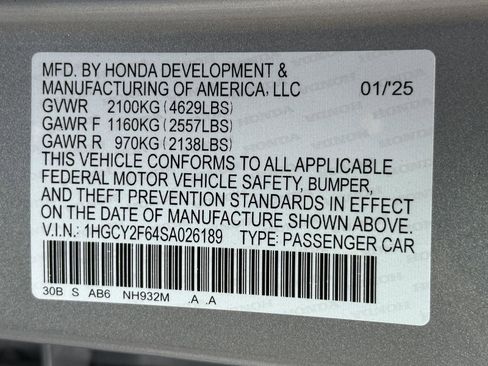 MFD. BY HONDA DEVELOPMENT &
MANUFACTURING OF AMERICA, LLC 01/'25
GVWR 2100KG (4629LBS)
GAWR F 1160KG (2557LBS)
GAWR R 970KG (2138LBS)
THIS VEHICLE CONFORMS TO ALL APPLICABLE
FEDERAL MOTOR VEHICLE SAFETY, BUMPER,
AND THEFT PREVENTION STANDARDS IN EFFECT
ON THE DATE OF MANUFACTURE SHOWN ABOVE.
V.I.N.: 1HGCY2F64SA026189 TYPE: PASSENGER CAR
30B S AB6 NH932M .A .A